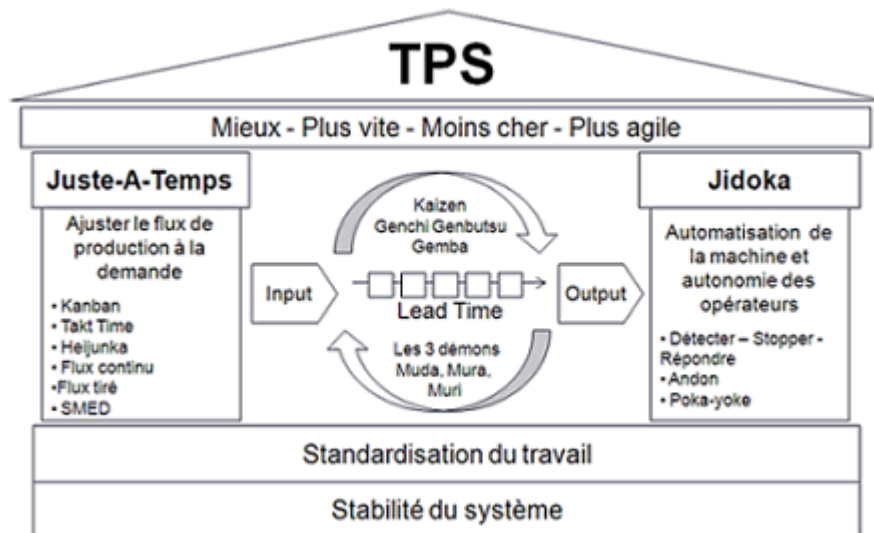 TPS
Mieux - Plus vite - Moins cher - Plus agile
Juste-A-Temps
Ajuster le flux de
production à la
demande
• Kanban
• Takt Time
• Heijunka
• Flux continu
•Flux tiré
• SMED
Kaizen
Genchi Genbutsu
Gemba
Input
Lead Time
Output
Les 3 démons
Muda, Mura,
Muri
Jidoka
Automatisation de
la machine et
autonomie des
opérateurs
• Détecter – Stopper -
Répondre
• Andon
• Poka-yoke
Standardisation du travail
Stabilité du système